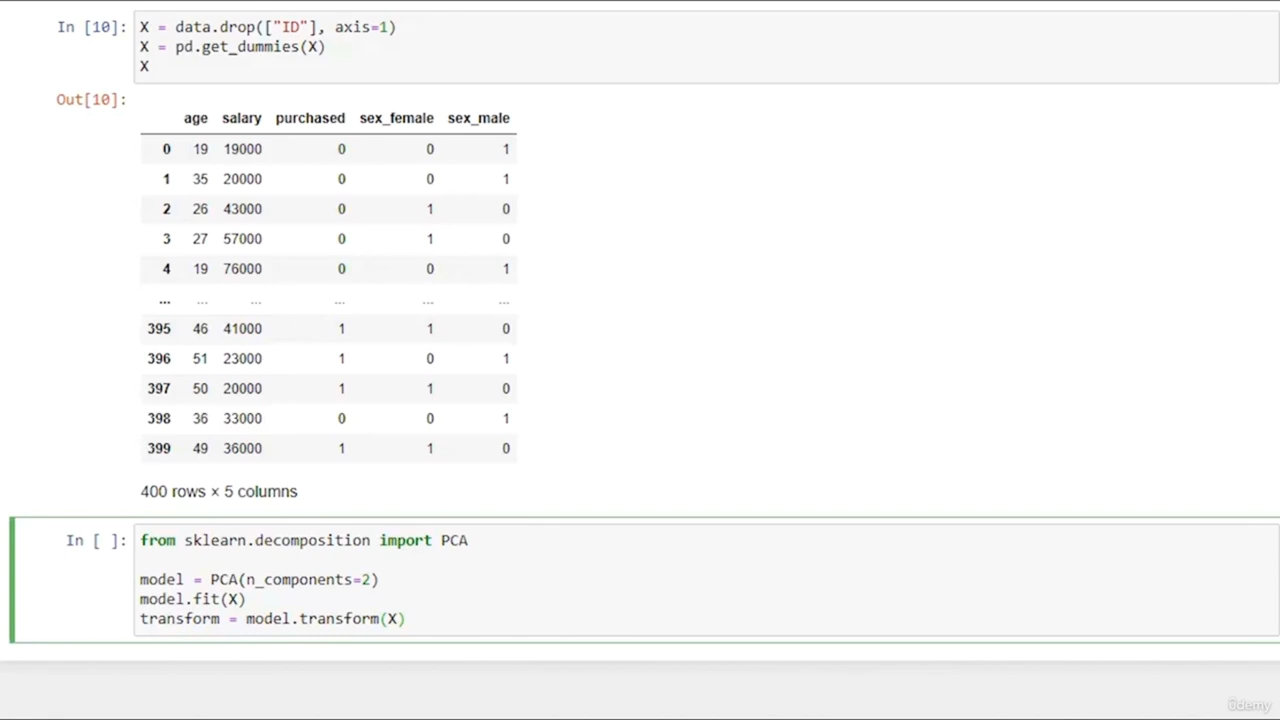 In [10]: X = data.drop(["ID"], axis=1)
X = pd.get_dummies(X)
X
Out[10]:
age salary purchased sex_female sex_male
0 19 19000 0 0 1
1 35 20000 0 0 1
2 26 43000 0 1 0
3 27 57000 0 1 0
4 19 76000 0 0 1
... ... ... ... ... ...
395 46 41000 1 1 0
396 51 23000 1 0 1
397 50 20000 1 1 0
398 36 33000 0 0 1
399 49 36000 1 1 0
400 rows × 5 columns
In [ ]: from sklearn.decomposition import PCA
model = PCA(n_components=2)
model.fit(X)
transform = model.transform(X)
ûdemy